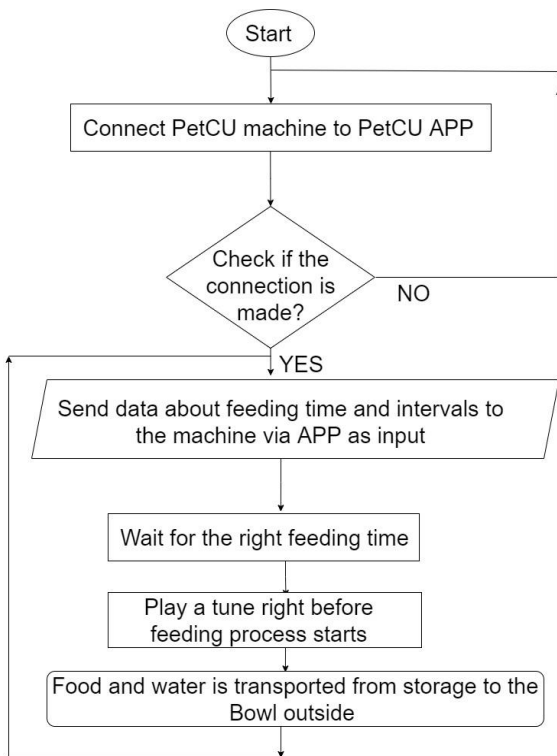 Start
Connect PetCU machine to PetCU APP
Check if the
connection is
made?
NO
YES
Send data about feeding time and intervals to
the machine via APP as input
Wait for the right feeding time
Play a tune right before
feeding process starts
Food and water is transported from storage to the
Bowl outside